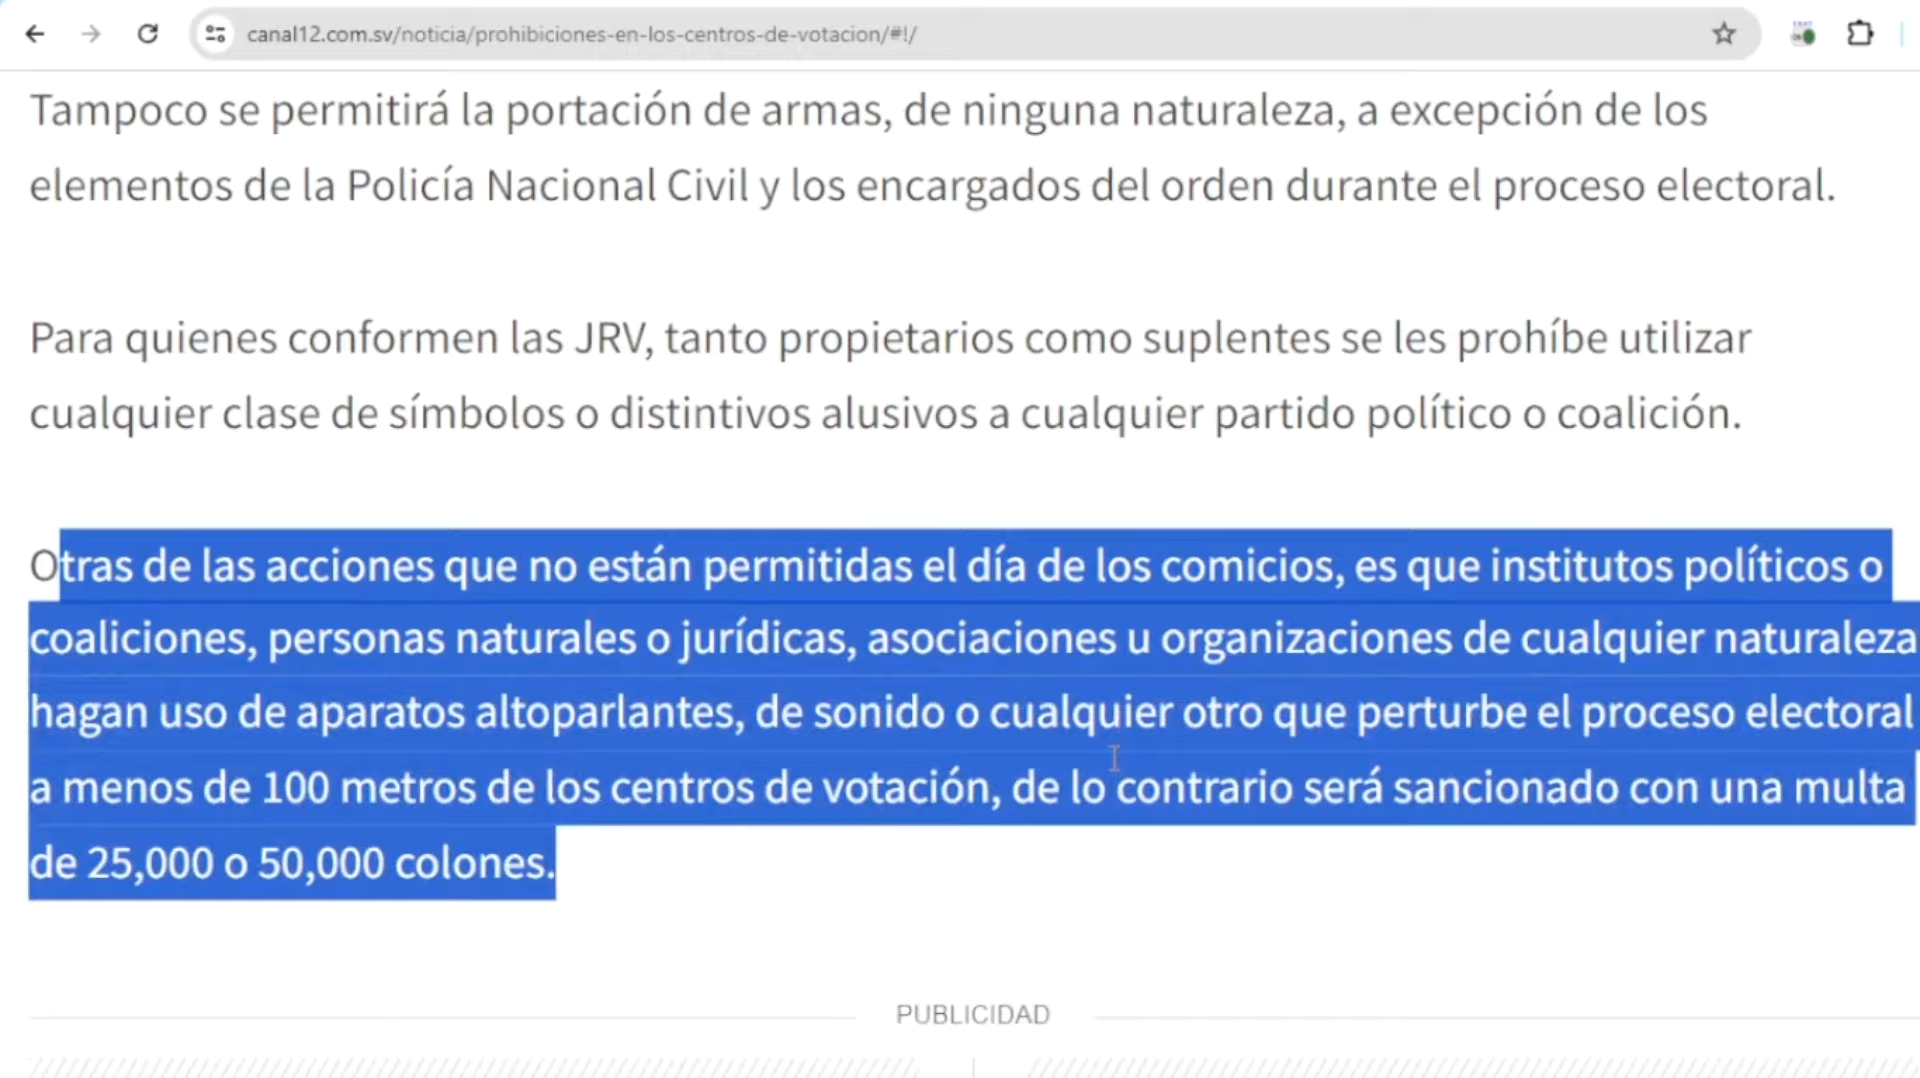 canal12.com.sv/noticia/prohibiciones-en-los-centros-de-votacion/#!/
Tampoco se permitirá la portación de armas, de ninguna naturaleza, a excepción de los
elementos de la Policía Nacional Civil y los encargados del orden durante el proceso electoral.
Para quienes conformen las JRV, tanto propietarios como suplentes se les prohíbe utilizar
cualquier clase de símbolos o distintivos alusivos a cualquier partido político o coalición.
Otras de las acciones que no están permitidas el día de los comicios, es que institutos políticos o
coaliciones, personas naturales o jurídicas, asociaciones u organizaciones de cualquier naturaleza
hagan uso de aparatos altoparlantes, de sonido o cualquier otro que perturbe el proceso electoral
a menos de 100 metros de los centros de votación, de lo contrario será sancionado con una multa
de 25,000 o 50,000 colones.
PUBLICIDAD